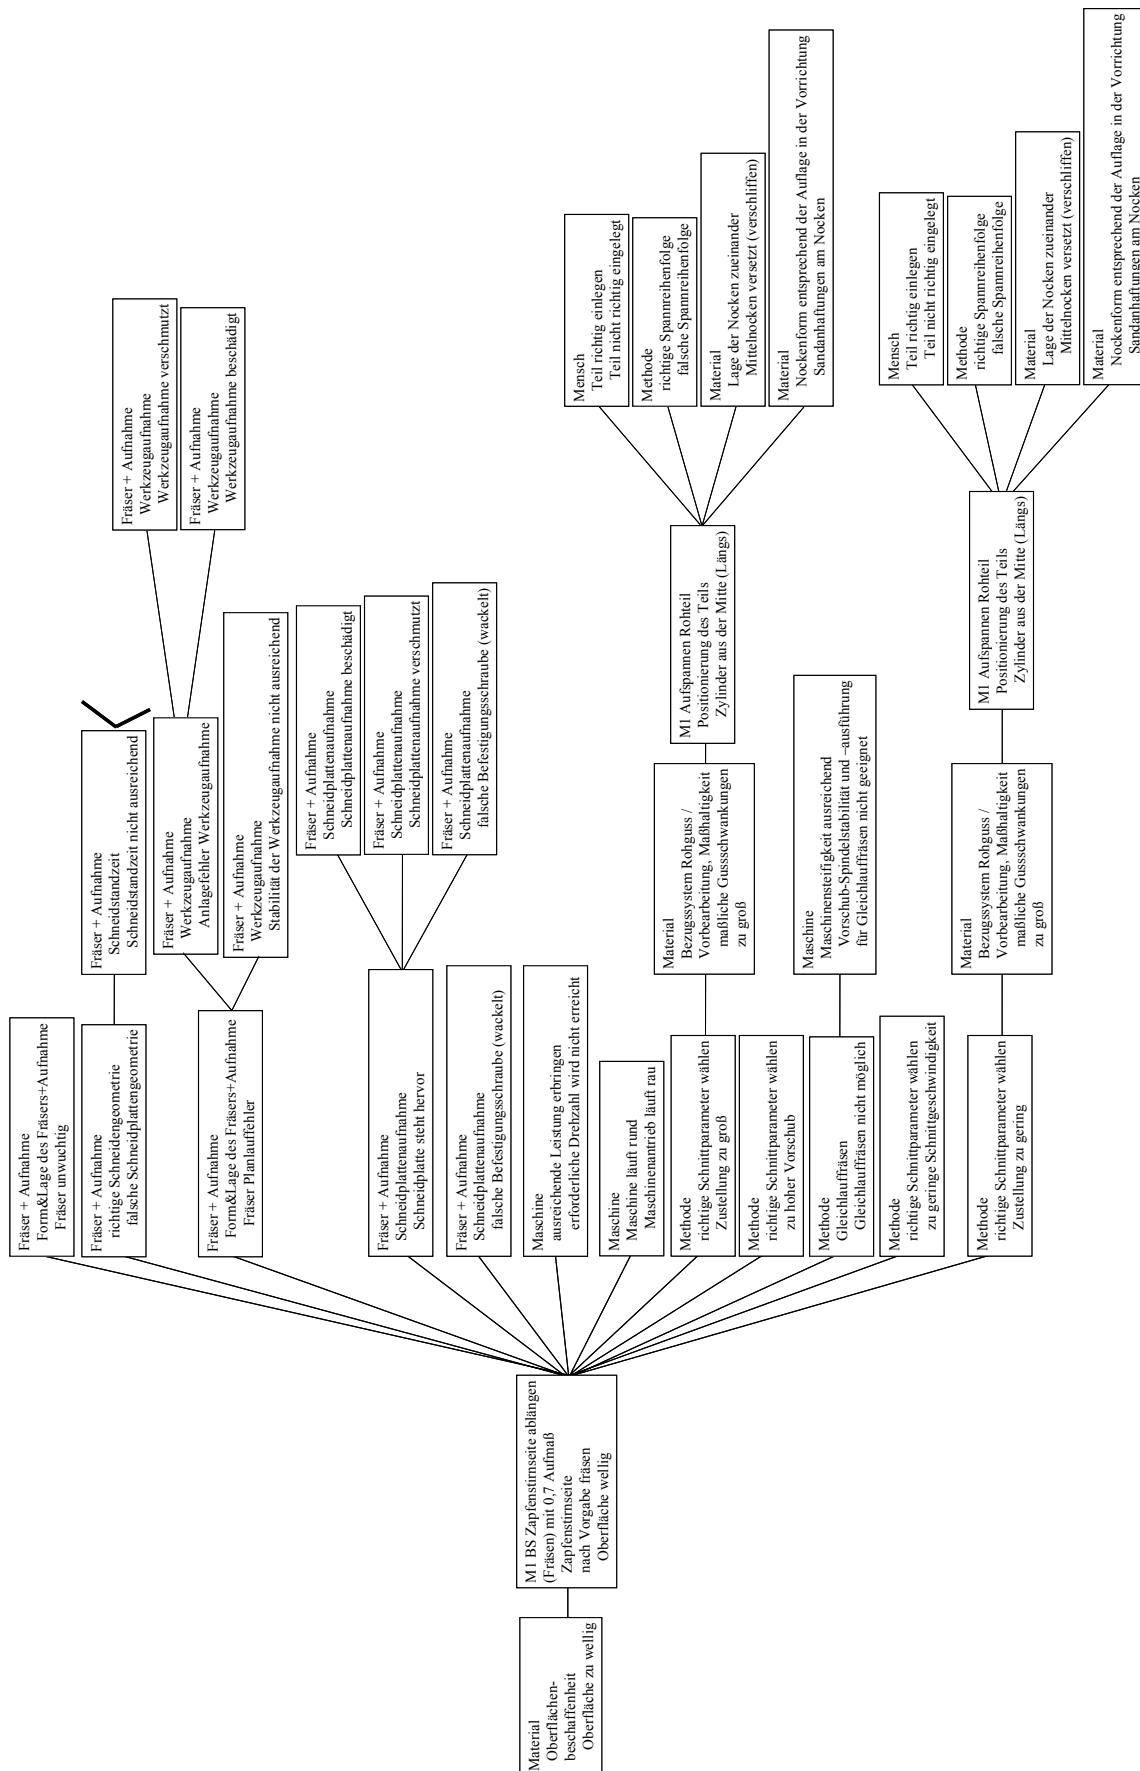 Material
Oberflächen-
beschaffenheit
Oberfläche zu wellig
M1 BS Zapfenstirnseite ablängen
(Fräsen) mit 0,7 Aufmaß
Zapfenstirnseite
nach Vorgabe fräsen
Oberfläche wellig
Fräser + Aufnahme
Form&Lage des Fräsers+Aufnahme
Fräser unwuchtig
Fräser + Aufnahme
richtige Schneidengeometrie
falsche Schneidplattengeometrie
Fräser + Aufnahme
Form&Lage des Fräsers+Aufnahme
Fräser Planlauffehler
Fräser + Aufnahme
Schneidplattenaufnahme
Schneidplatte steht hervor
Fräser + Aufnahme
Schneidplattenaufnahme
falsche Befestigungsschraube (wackelt)
Maschine
ausreichende Leistung erbringen
erforderliche Drehzahl wird nicht erreicht
Maschine
Maschine läuft rund
Maschinenantrieb läuft rau
Methode
richtige Schnittparameter wählen
Zustellung zu groß
Methode
richtige Schnittparameter wählen
zu hoher Vorschub
Methode
Gleichlauffräsen
Gleichlauffräsen nicht möglich
Methode
richtige Schnittparameter wählen
zu geringe Schnittgeschwindigkeit
Methode
richtige Schnittparameter wählen
Zustellung zu gering
Fräser + Aufnahme
Schneidstandzeit
Schneidstandzeit nicht ausreichend
Fräser + Aufnahme
Werkzeugaufnahme
Anlagefehler Werkzeugaufnahme
Fräser + Aufnahme
Werkzeugaufnahme
Stabilität der Werkzeugaufnahme nicht ausreichend
Fräser + Aufnahme
Schneidplattenaufnahme
Schneidplattenaufnahme beschädigt
Fräser + Aufnahme
Schneidplattenaufnahme
Schneidplattenaufnahme verschmutzt
Fräser + Aufnahme
Schneidplattenaufnahme
falsche Befestigungsschraube (wackelt)
Material
Bezugssystem Rohguss /
Vorbearbeitung, Maßhaltigkeit
maßliche Gussschwankungen
zu groß
Maschine
Maschinensteifigkeit ausreichend
Vorschub-Spindelstabilität und –ausführung
für Gleichlauffräsen nicht geeignet
Material
Bezugssystem Rohguss /
Vorbearbeitung, Maßhaltigkeit
maßliche Gussschwankungen
zu groß
Fräser + Aufnahme
Werkzeugaufnahme
Werkzeugaufnahme verschmutzt
Fräser + Aufnahme
Werkzeugaufnahme
Werkzeugaufnahme beschädigt
M1 Aufspannen Rohteil
Positionierung des Teils
Zylinder aus der Mitte (Längs)
M1 Aufspannen Rohteil
Positionierung des Teils
Zylinder aus der Mitte (Längs)
Mensch
Teil richtig einlegen
Teil nicht richtig eingelegt
Methode
richtige Spannreihenfolge
falsche Spannreihenfolge
Material
Lage der Nocken zueinander
Mittelnocken versetzt (verschliffen)
Material
Nockenform entsprechend der Auflage in der Vorrichtung
Sandanhaftungen am Nocken
Mensch
Teil richtig einlegen
Teil nicht richtig eingelegt
Methode
richtige Spannreihenfolge
falsche Spannreihenfolge
Material
Lage der Nocken zueinander
Mittelnocken versetzt (verschliffen)
Material
Nockenform entsprechend der Auflage in der Vorrichtung
Sandanhaftungen am Nocken